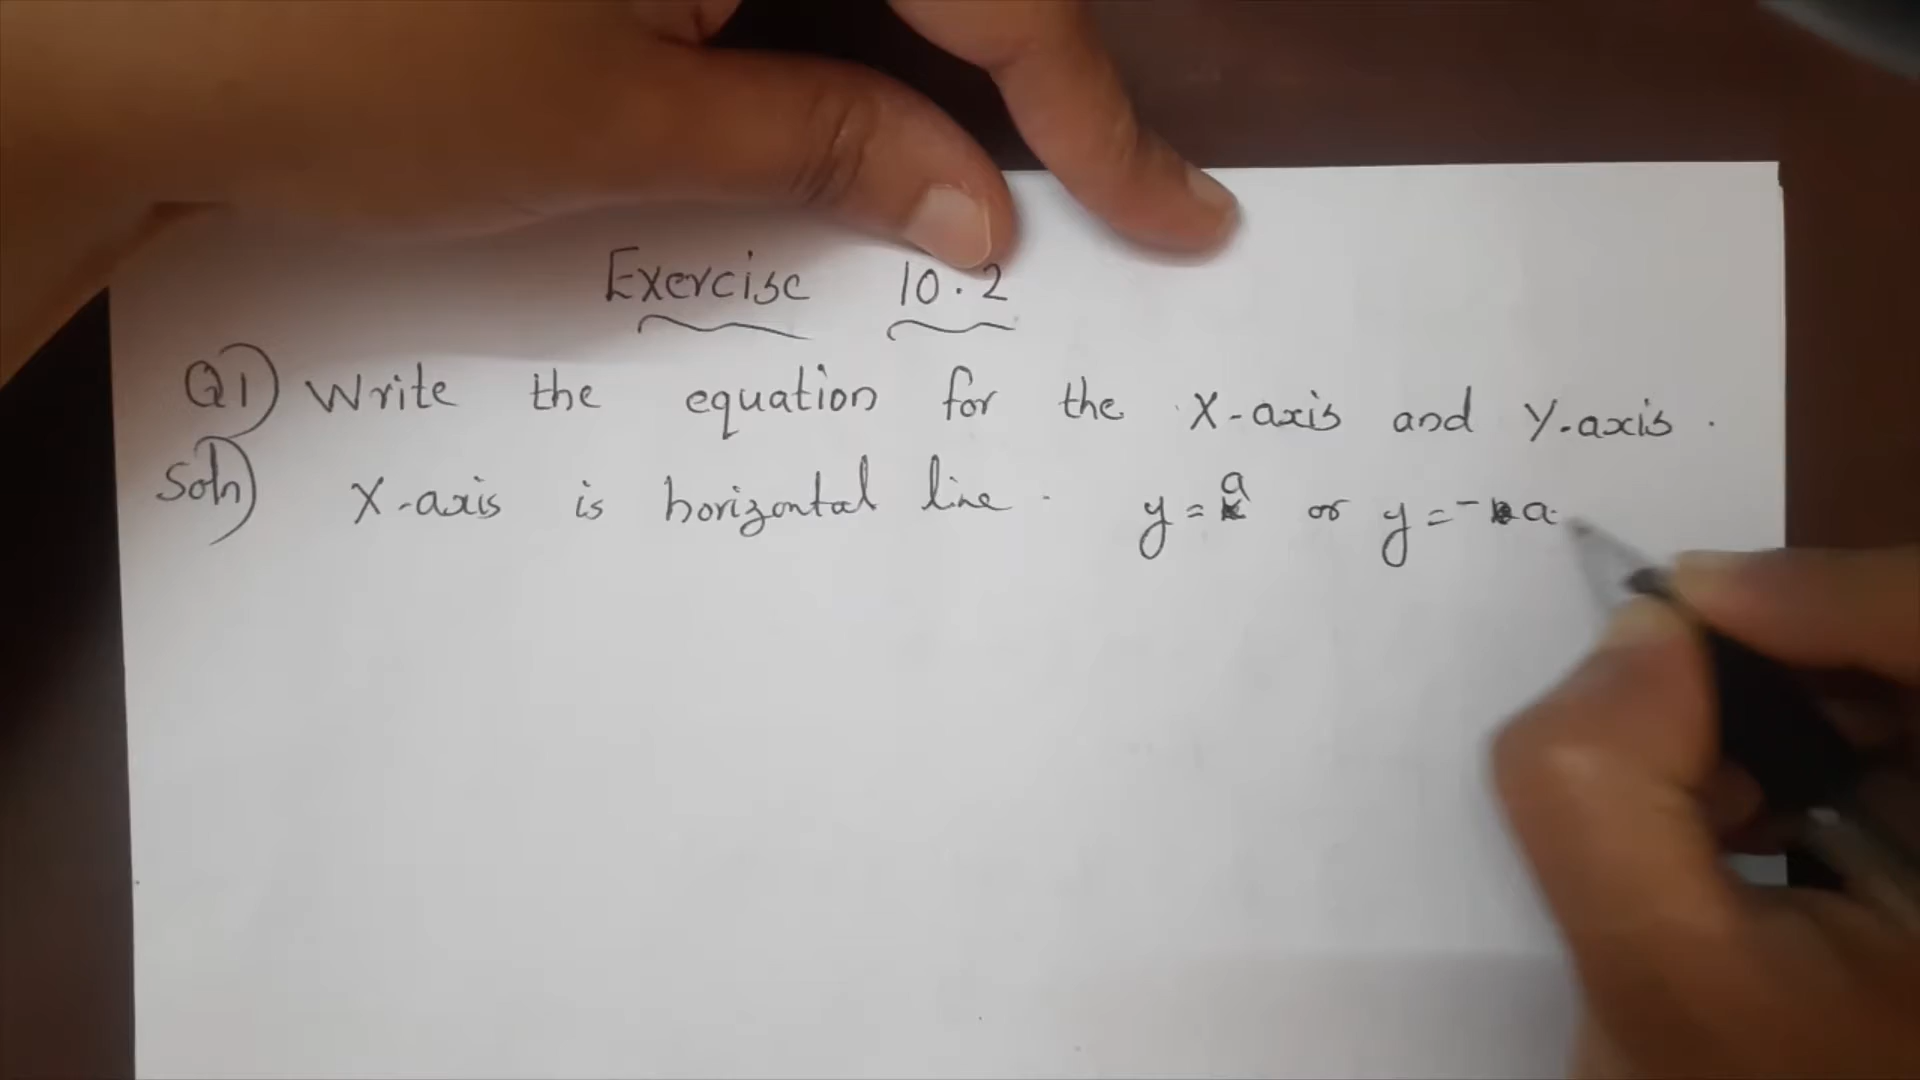 Exercise 10.2
Q1) Write the equation for the X-axis and Y-axis.
Soln) X-axis is horizontal line. y = a or y = -a